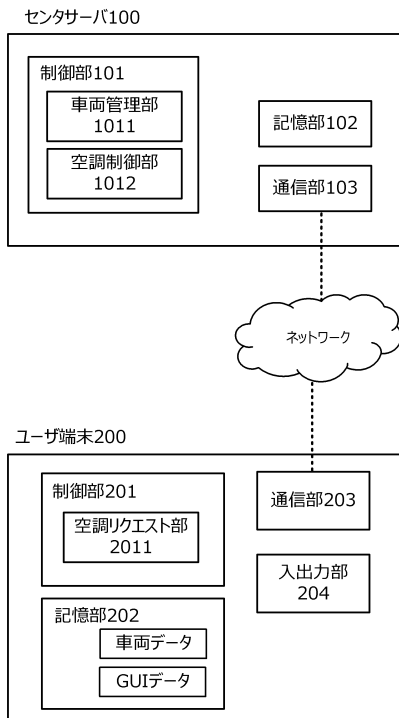 センタサーバ100
制御部101
車両管理部
1011
空調制御部
1012
記憶部102
通信部103
ネットワーク
ユーザ端末200
制御部201
空調リクエスト部
2011
記憶部202
車両データ
GUIデータ
通信部203
入出力部
204